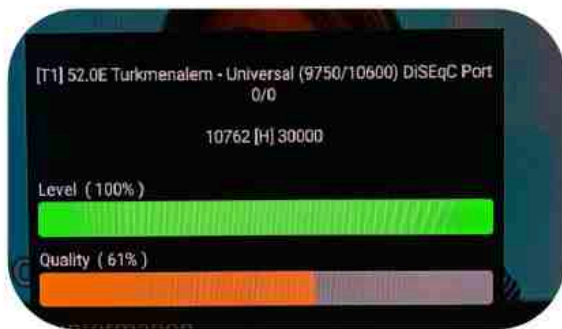 [T1] 52.0E Turkmenalem - Universal (9750/10600) DiSEqC Port
0/0
10762 [H] 30000
Level ( 100% )
Quality ( 61% )